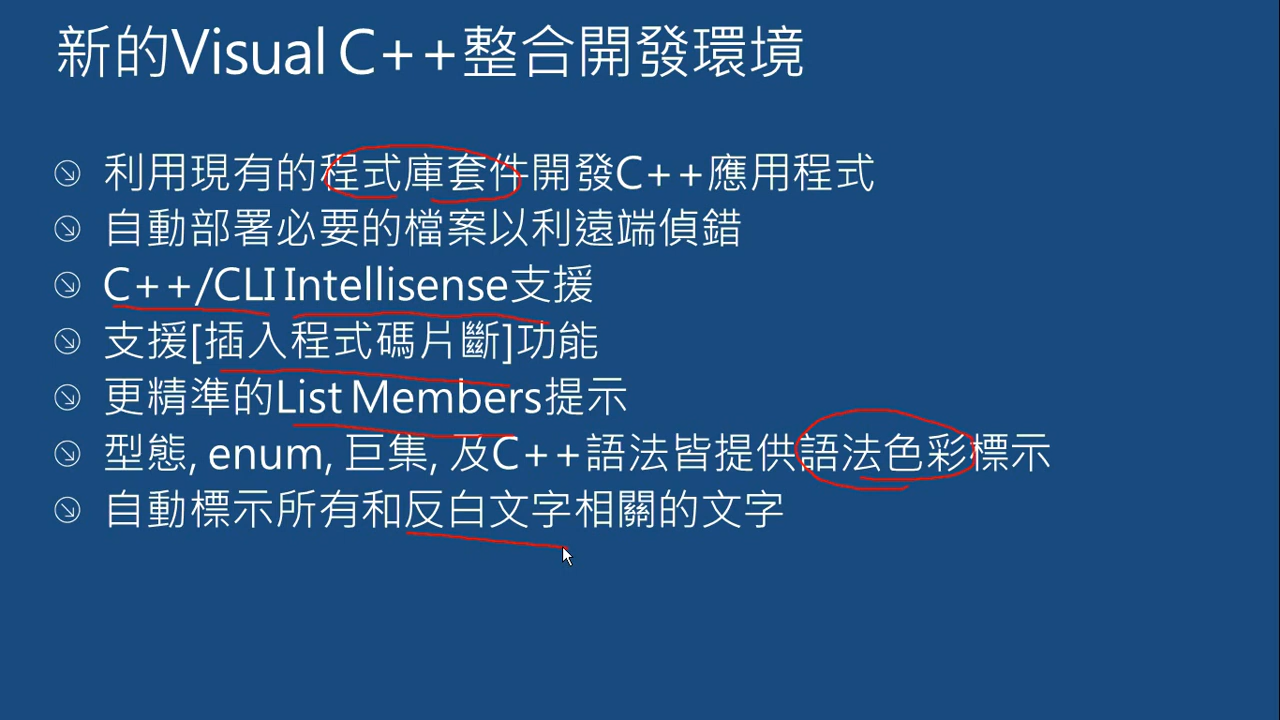 新的Visual C++整合開發環境
利用現有的程式庫套件開發C++應用程式
自動部署必要的檔案以利遠端偵錯
C++/CLI Intellisense支援
支援[插入程式碼片斷]功能
更精準的List Members提示
型態, enum, 巨集, 及C++語法皆提供語法色彩標示
自動標示所有和反白文字相關的文字